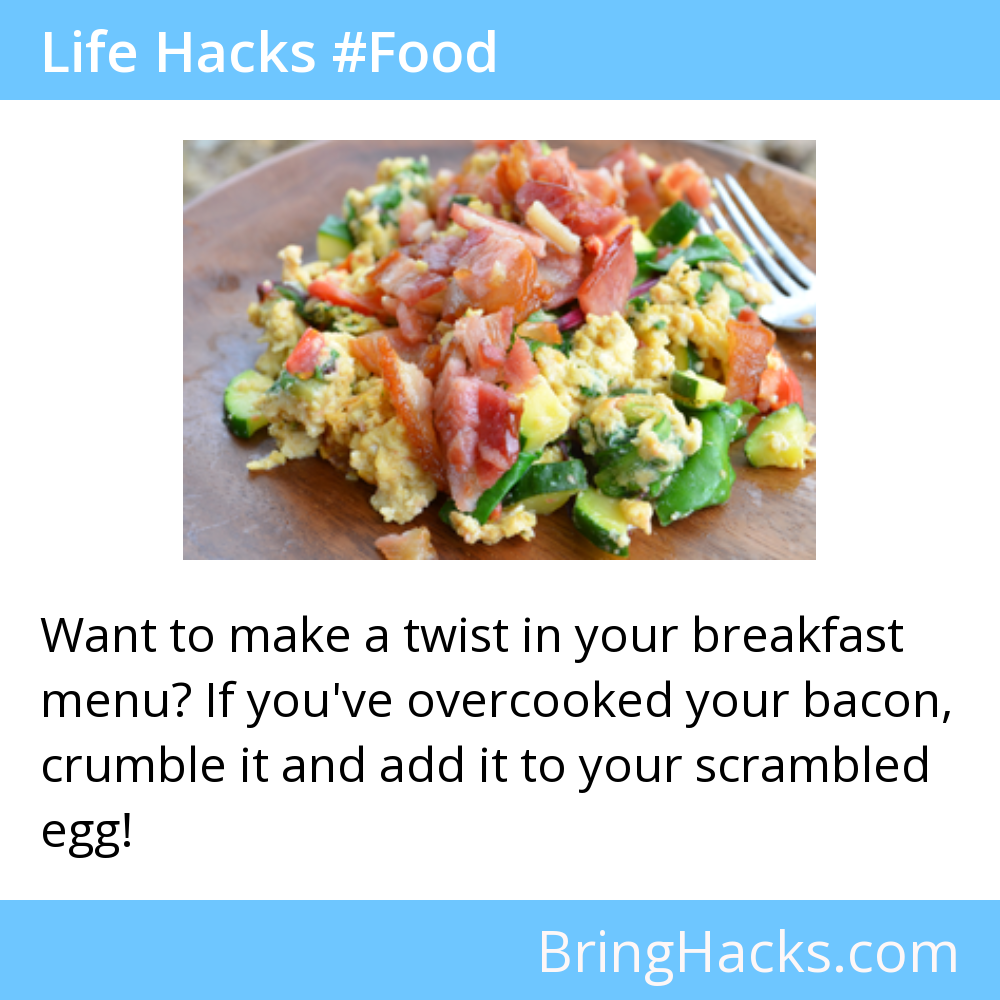 Life Hacks #Food
Want to make a twist in your breakfast
menu? If you've overcooked your bacon,
crumble it and add it to your scrambled
egg!
BringHacks.com